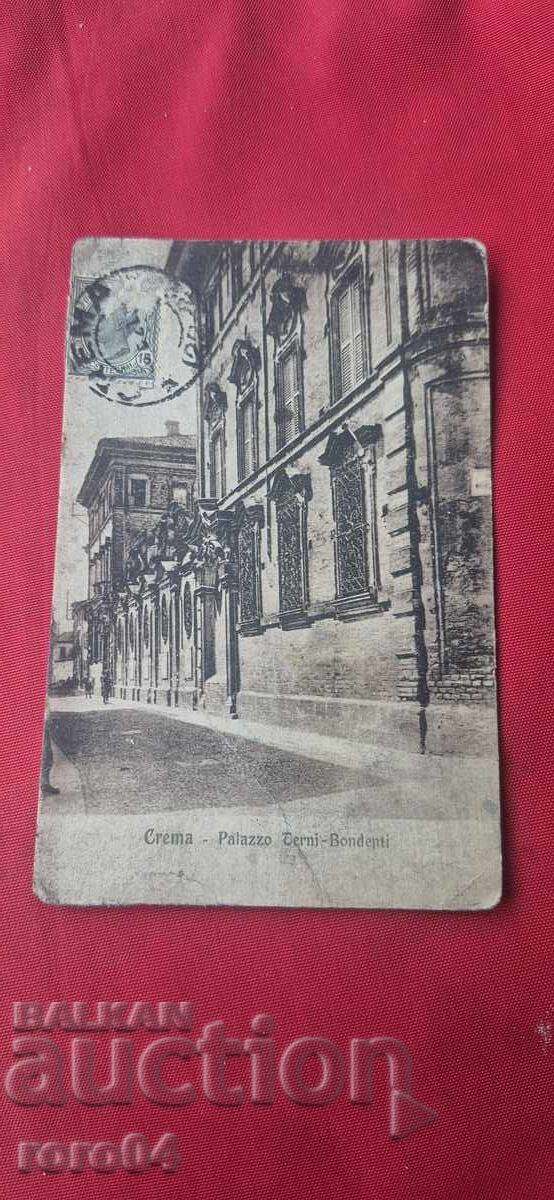 Crema - Palazzo Terni-Bondenti
BALKAN
auction
roro04